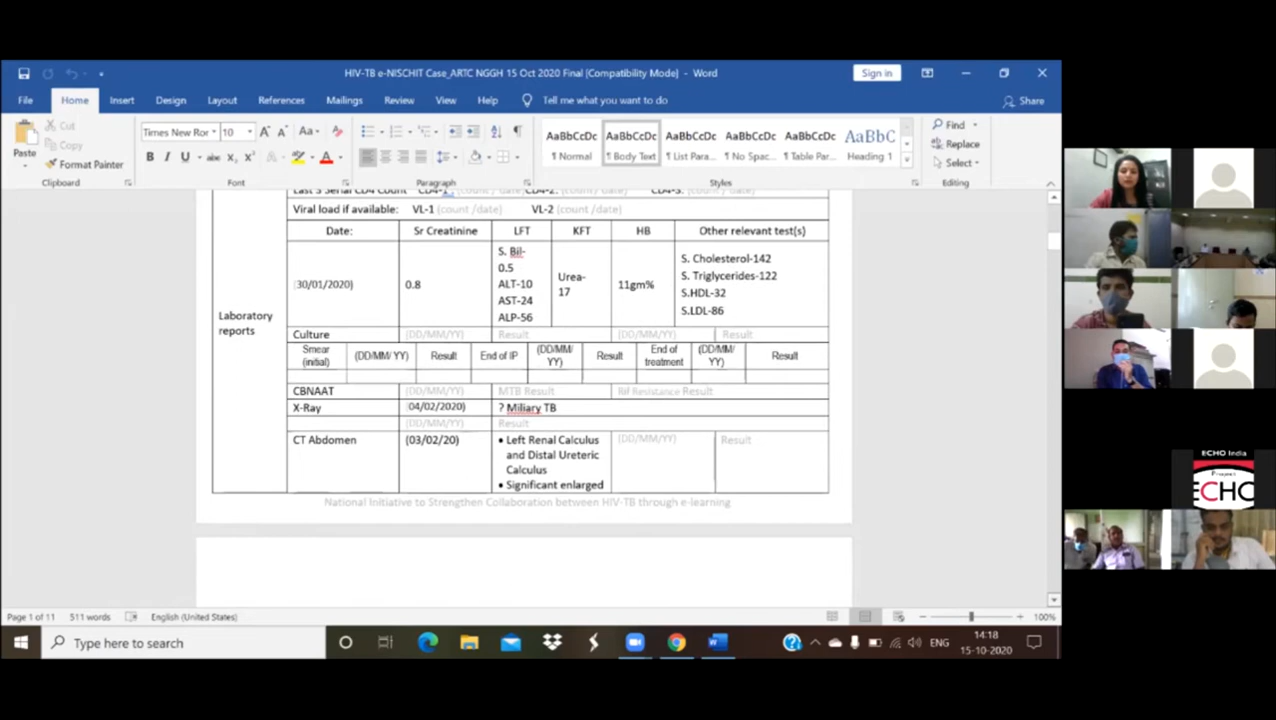 HIV-TB e-NISCHIT Case_ARTC NGGH 15 Oct 2020 Final [Compatibility Mode] - Word
Sign in
File Home Insert Design Layout References Mailings Review View Help Tell me what you want to do
Share
Paste
Cut
Copy
Format Painter
Times New Ror 10
Clipboard
Font
Paragraph
AaBbCcDc AaBbCcDc AaBbCcDc AaBbCcDc AaBbCcDc AaBbC
¶ Normal ¶ Body Text ¶ List Para... ¶ No Spac... ¶ Table Par... Heading 1
Styles
Find
Replace
Select
Editing
Viral load if available: VL-1 (count /date) VL-2 (count /date)
Date: Sr Creatinine LFT KFT HB Other relevant test(s)
Laboratory reports
30/01/2020) 0.8
S. Bil-
0.5
ALT-10
AST-24
ALP-56
Urea-
17
11gm%
S. Cholesterol-142
S. Triglycerides-122
S.HDL-32
S.LDL-86
Culture (DD/MM/YY) Result (DD/MM/YY) Result
Smear (initial) (DD/MM/ YY) Result End of IP (DD/MM/ YY) Result End of treatment (DD/MM/ YY) Result
CBNAAT (DD/MM/YY) MTB Result Rif Resistance Result
X-Ray (04/02/2020) ? Miliary TB
(DD/MM/YY) Result
CT Abdomen (03/02/20)
• Left Renal Calculus
and Distal Ureteric
Calculus
• Significant enlarged
(DD/MM/YY) Result
National Initiative to Strengthen Collaboration between HIV-TB through e-learning
Page 1 of 11 511 words English (United States) 100%
Type here to search
ENG
14:18
15-10-2020
ECHO India
Project
ECHO